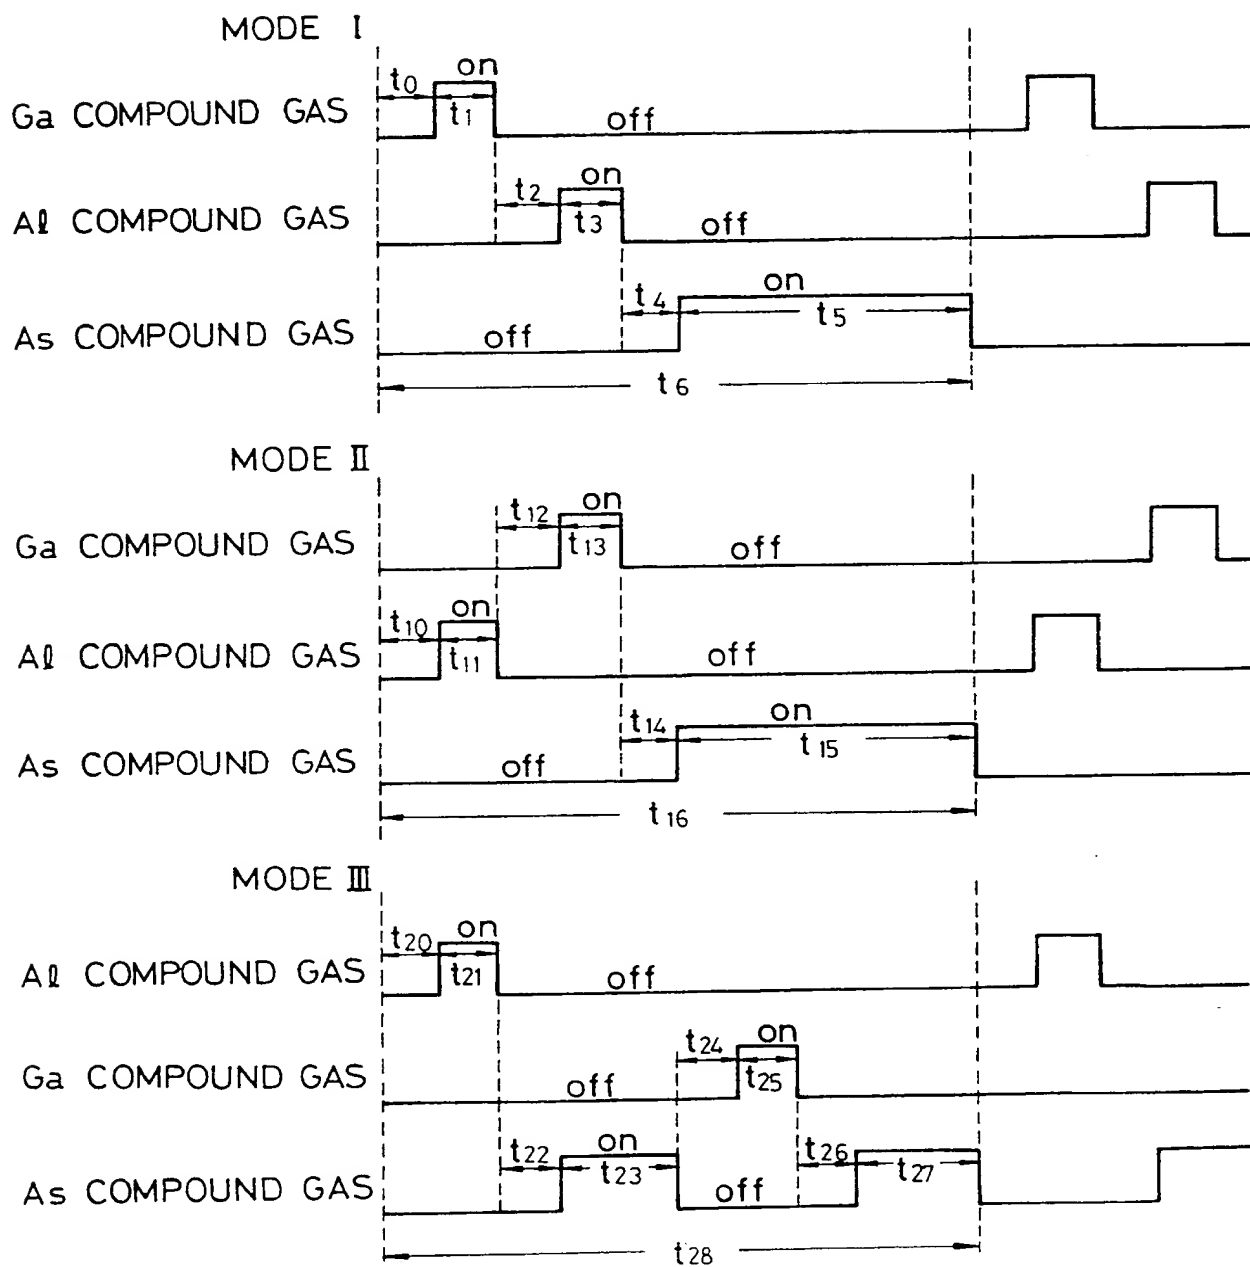 MODE I
t0 on
Ga COMPOUND GAS t1 off
t2 on
Al COMPOUND GAS t3 off
t4 on
As COMPOUND GAS off t5
t6
MODE II
t12 on
Ga COMPOUND GAS t13 off
t10 on
Al COMPOUND GAS t11 off
t14 on
As COMPOUND GAS off t15
t16
MODE III
t20 on
Al COMPOUND GAS t21 off
t24 on
Ga COMPOUND GAS off t25
t22 on t26
As COMPOUND GAS t23 off t27
t28